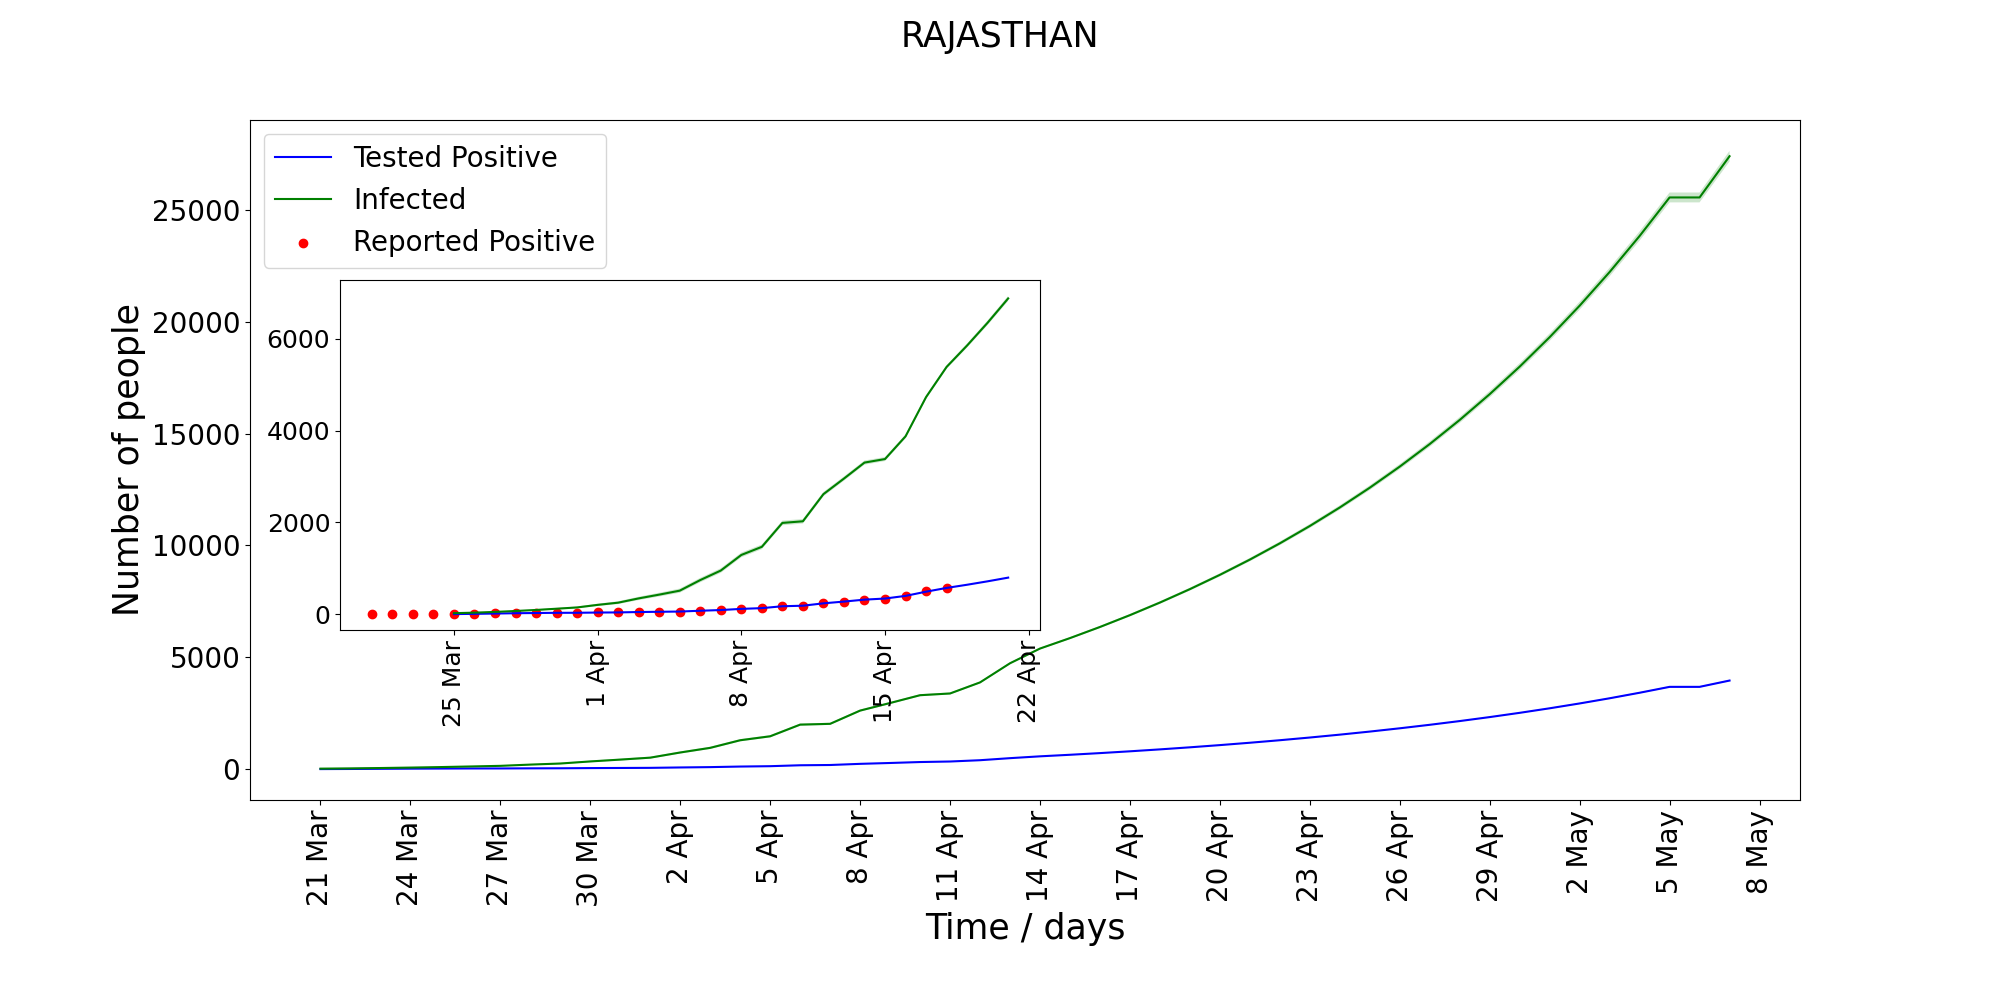 RAJASTHAN
Tested Positive
Infected
Reported Positive
Number of people
25000
20000
15000
10000
5000
0
6000
4000
2000
0
25 Mar
1 Apr
8 Apr
15 Apr
22 Apr
21 Mar
24 Mar
27 Mar
30 Mar
2 Apr
5 Apr
8 Apr
11 Apr
14 Apr
17 Apr
20 Apr
23 Apr
26 Apr
29 Apr
2 May
5 May
8 May
Time / days